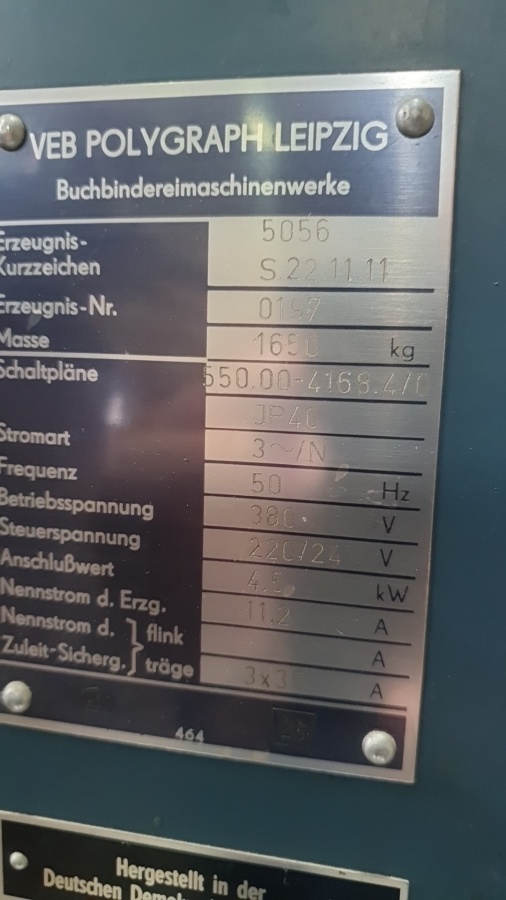 VEB POLYGRAPH LEIPZIG
Buchbindereimaschinenwerke
Erzeugnis- 5056
Kurzzeichen S.22.11.11
Erzeugnis-Nr.
Masse kg
Schaltpläne
JP40
Stromart 3~/N
Frequenz 50 Hz
Betriebsspannung 380 V
Steuerspannung 220/24 V
Anschlußwert kW
Nennstrom d. Erzg. 11.2 A
Nennstrom d. flink A
Zuleit-Sicherg. träge A
464
Hergestellt in der
Deutschen